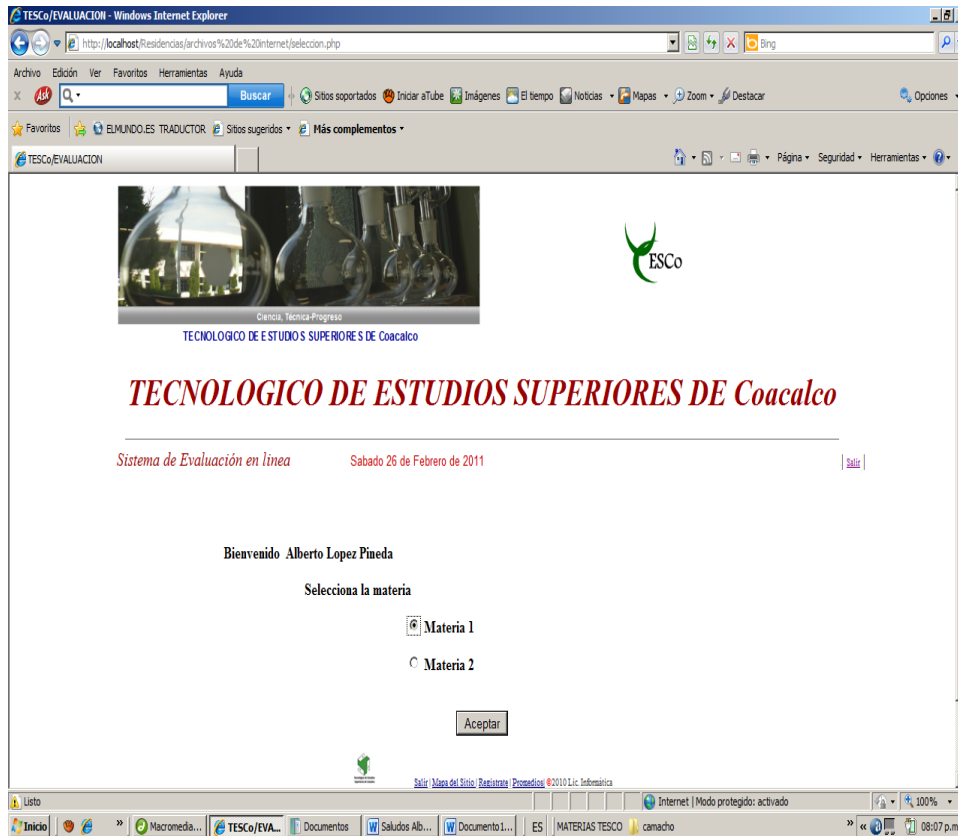 TESCo/EVALUACION - Windows Internet Explorer
http://localhost/Residencias/archivos%20de%20internet/seleccion.php
Bing
Archivo Edición Ver Favoritos Herramientas Ayuda
x Ask Buscar Sitios soportados Iniciar aTube Imágenes El tiempo Noticias Mapas Zoom Destacar Opciones
Favoritos ELMUNDO.ES TRADUCTOR Sitios sugeridos Más complementos
TESCo/EVALUACION Página Seguridad Herramientas
Ciencia, Técnica-Progreso
ESCo
TECNOLOGICO DE ESTUDIOS SUPERIORES DE Coacalco
TECNOLOGICO DE ESTUDIOS SUPERIORES DE Coacalco
Sistema de Evaluación en linea Sabado 26 de Febrero de 2011 | Salir |
Bienvenido Alberto Lopez Pineda
Selecciona la materia
Materia 1
Materia 2
Aceptar
Salir | Mapa del Sitio | Registrate | Promedios| ©2010 Lic. Informática
Listo Internet | Modo protegido: activado 100%
Inicio » Macromedia... TESCo/EVA... Documentos Saludos Alb... Documento1... ES MATERIAS TESCO camacho » « 08:07 p.m.